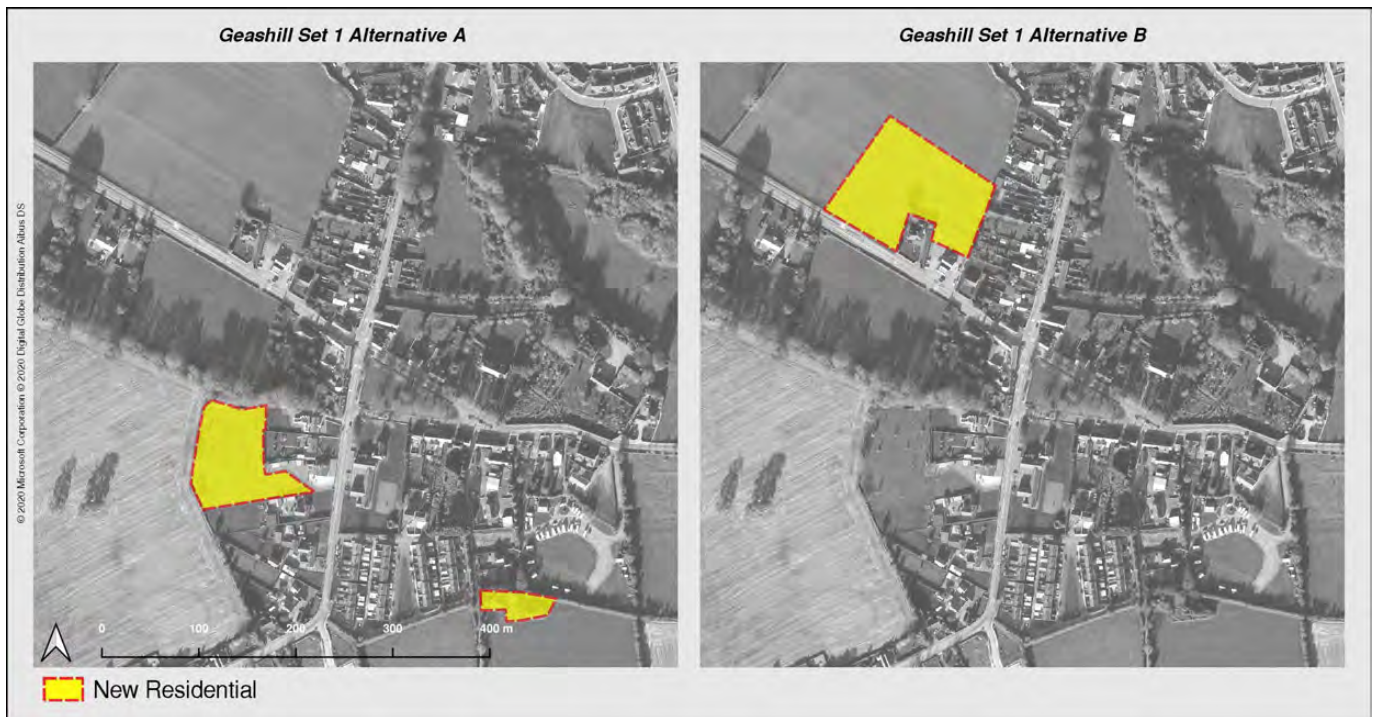 Geashill Set 1 Alternative A
Geashill Set 1 Alternative B
© 2020 Microsoft Corporation © 2020 Digital Globe Distribution Aibus DS
0 100 200 300 400 m
New Residential